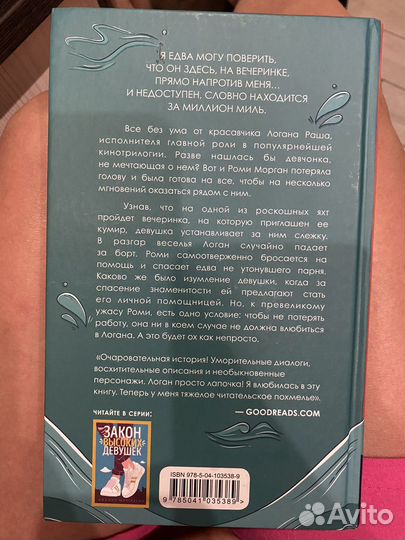 Я ЕДВА МОГУ ПОВЕРИТЬ,
ЧТО ОН ЗДЕСЬ, НА ВЕЧЕРИНКЕ,
ПРЯМО НАПРОТИВ МЕНЯ...
И НЕДОСТУПЕН, СЛОВНО НАХОДИТСЯ
ЗА МИЛЛИОН МИЛЬ.
Все без ума от красавчика Логана Раша,
исполнителя главной роли в популярнейшей
кинотрилогии. Разве нашлась бы девчонка,
не мечтающая о нем? Вот и Роми Морган потеряла
голову и была готова на все, чтобы на несколько
мгновений оказаться рядом с ним.
Узнав, что на одной из роскошных яхт
пройдет вечеринка, на которую приглашен ее
кумир, девушка устанавливает за ним слежку.
В разгар веселья Логан случайно падает
за борт. Роми самоотверженно бросается на
помощь и спасает едва не утонувшего парня.
Каково же было изумление девушки, когда за
спасение знаменитости ей предлагают стать
его личной помощницей. Но, к превеликому
ужасу Роми, есть одно условие: чтобы не потерять
работу, она ни в коем случае не должна влюбиться
в Логана. А это будет ох как непросто.
«Очаровательная история! Уморительные диалоги,
восхитительные описания и необыкновенные
персонажи. Логан просто лапочка! Я влюбилась в эту
книгу. Теперь у меня тяжелое читательское похмелье».
— GOODREADS.COM
ЧИТАЙТЕ В СЕРИИ:
ЗАКОН
ВЫСОКИХ
ДЕВУШЕК
ISBN 978-5-04-103538-9
9 785041 035389 >
Avito